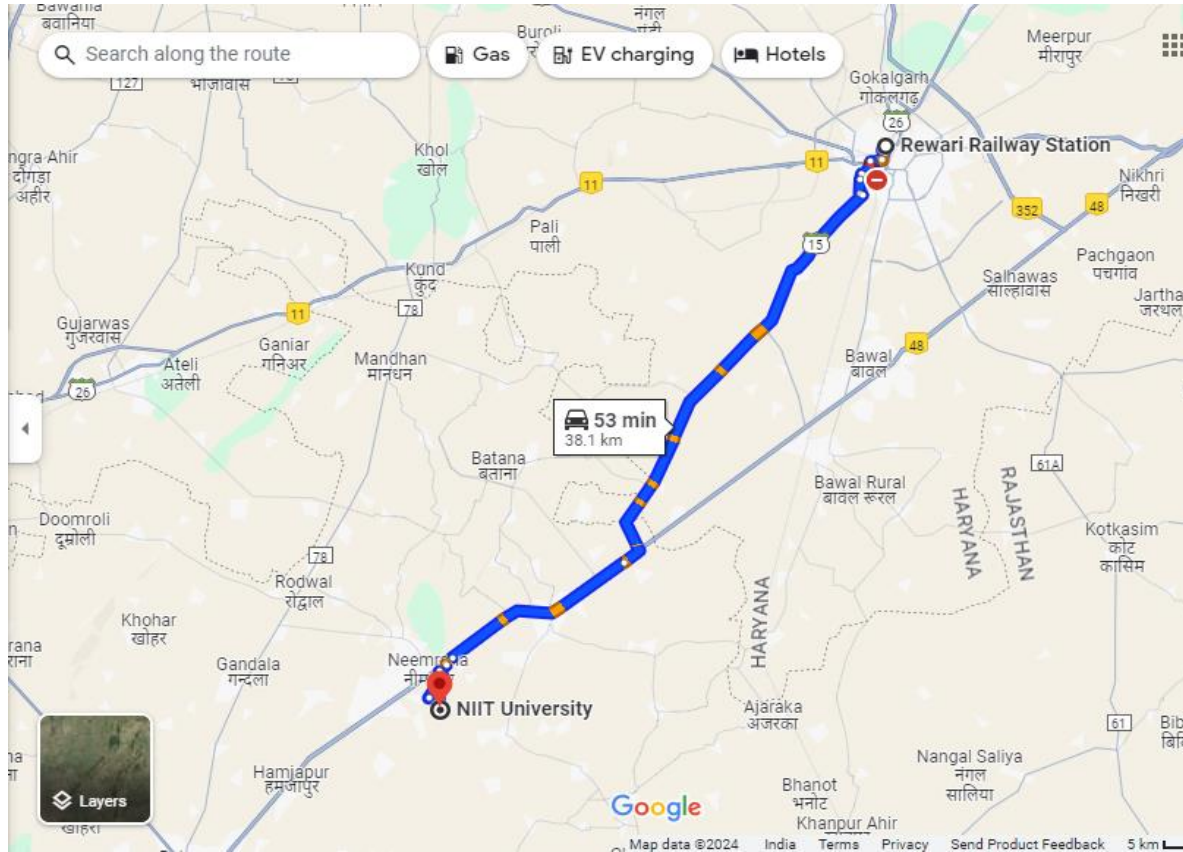 बवानिया
नंगल
Buroli
Meerpur
मीरापुर
Search along the route
Gas
EV charging
Hotels
127
Gokalgarh
गोकलगढ़
26
Rewari Railway Station
Khol
खोल
11
11
ngra Ahir
दौंगड़ा
अहीर
Nikhri
निखरी
352
48
Pali
पाली
15
Pachgaon
पचगांव
Kund
कुंद
78
Salhawas
साल्हावास
Jartha
जरथल
11
Gujarwas
गुजरवास
Ganiar
गनिअर
Mandhan
मानधन
48
Bawal
बावल
Ateli
अतेली
26
53 min
38.1 km
Batana
बताना
61A
Bawal Rural
बावल रूरल
HARYANA
RAJASTHAN
Doomroli
दूम्रोली
Kotkasim
कोट
कासिम
78
Rodwal
रोद्वाल
HARYANA
Khohar
खोहर
Gandala
गन्दला
NIIT University
Ajaraka
अजरका
61
Nangal Saliya
नंगल
सालिया
Hamjapur
हमजापुर
Layers
Bhanot
भनोट
Google
Khanpur Ahir
Map data ©2024 India Terms Privacy Send Product Feedback 5 km